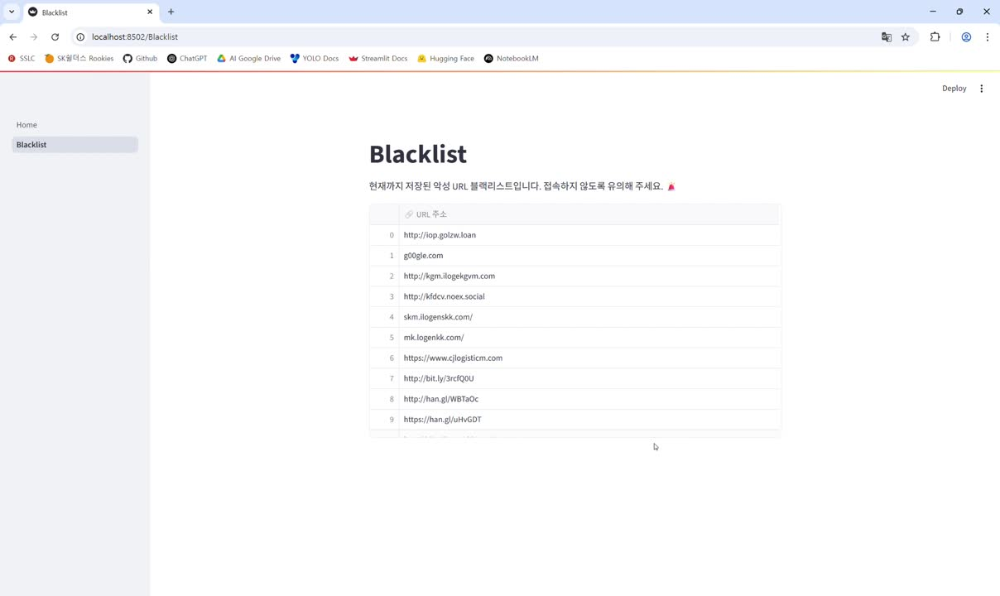 Blacklist
localhost:8502/Blacklist
SSLC SK쉴더스 Rookies Github ChatGPT AI Google Drive YOLO Docs Streamlit Docs Hugging Face NotebookLM
Deploy
Home
Blacklist
Blacklist
현재까지 저장된 악성 URL 블랙리스트입니다. 접속하지 않도록 유의해 주세요. 🚨
🔗 URL 주소
0 http://iop.golzw.loan
1 g00gle.com
2 http://kgm.ilogekgvm.com
3 http://kfdcv.noex.social
4 skm.ilogenskk.com/
5 mk.logenkk.com/
6 https://www.cjlogisticm.com
7 http://bit.ly/3rcfQ0U
8 http://han.gl/WBTaOc
9 https://han.gl/uHvGDT